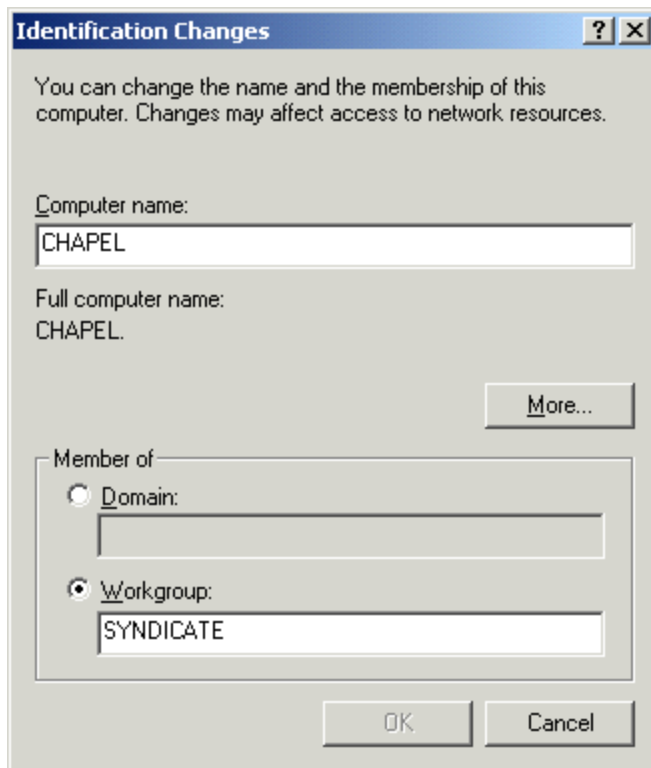 Identification Changes
You can change the name and the membership of this
computer. Changes may affect access to network resources.
Computer name:
CHAPEL
Full computer name:
CHAPEL.
More...
Member of
Domain:
Workgroup:
SYNDICATE
OK
Cancel